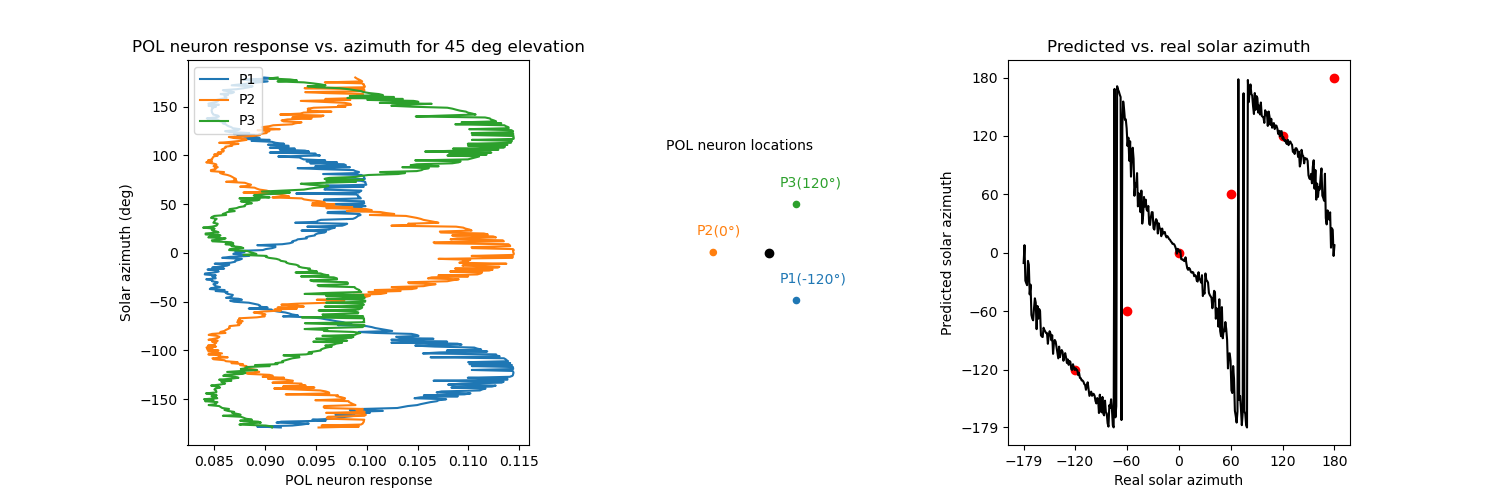 POL neuron response vs. azimuth for 45 deg elevation
P1
P2
P3
150
100
50
0
−50
−100
−150
Solar azimuth (deg)
0.085 0.090 0.095 0.100 0.105 0.110 0.115
POL neuron response
POL neuron locations
P3(120°)
P2(0°)
P1(-120°)
Predicted vs. real solar azimuth
180
120
60
0
−60
−120
−179
Predicted solar azimuth
−179 −120 −60 0 60 120 180
Real solar azimuth